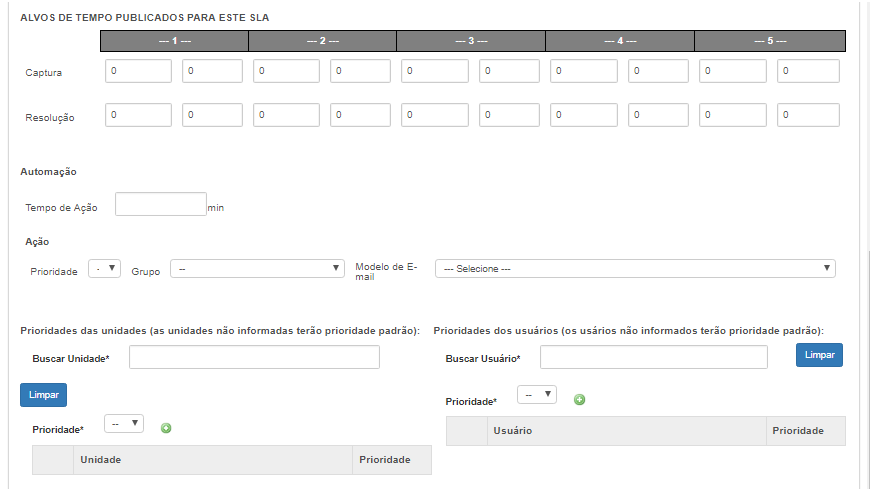 ALVOS DE TEMPO PUBLICADOS PARA ESTE SLA
--- 1 --- --- 2 --- --- 3 --- --- 4 --- --- 5 ---
Captura 0 0 0 0 0 0 0 0 0 0
Resolução 0 0 0 0 0 0 0 0 0 0
Automação
Tempo de Ação min
Ação
Prioridade - Grupo -- Modelo de E-
mail --- Selecione ---
Prioridades das unidades (as unidades não informadas terão prioridade padrão): Prioridades dos usuários (os usários não informados terão prioridade padrão):
Buscar Unidade* Buscar Usuário* Limpar
Limpar
Prioridade* -- Prioridade* --
Unidade Prioridade Usuário Prioridade